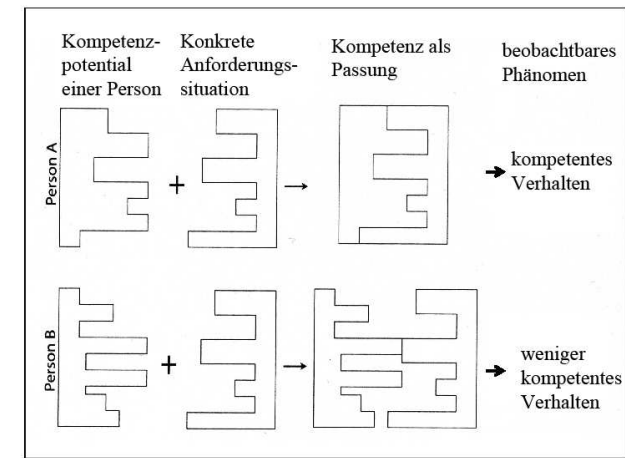 Kompetenz-
potential
einer Person
Konkrete
Anforderungs-
situation
Kompetenz als
Passung
beobachtbares
Phänomen
Person A
+
→
→ kompetentes
Verhalten
Person B
+
→
→ weniger
kompetentes
Verhalten